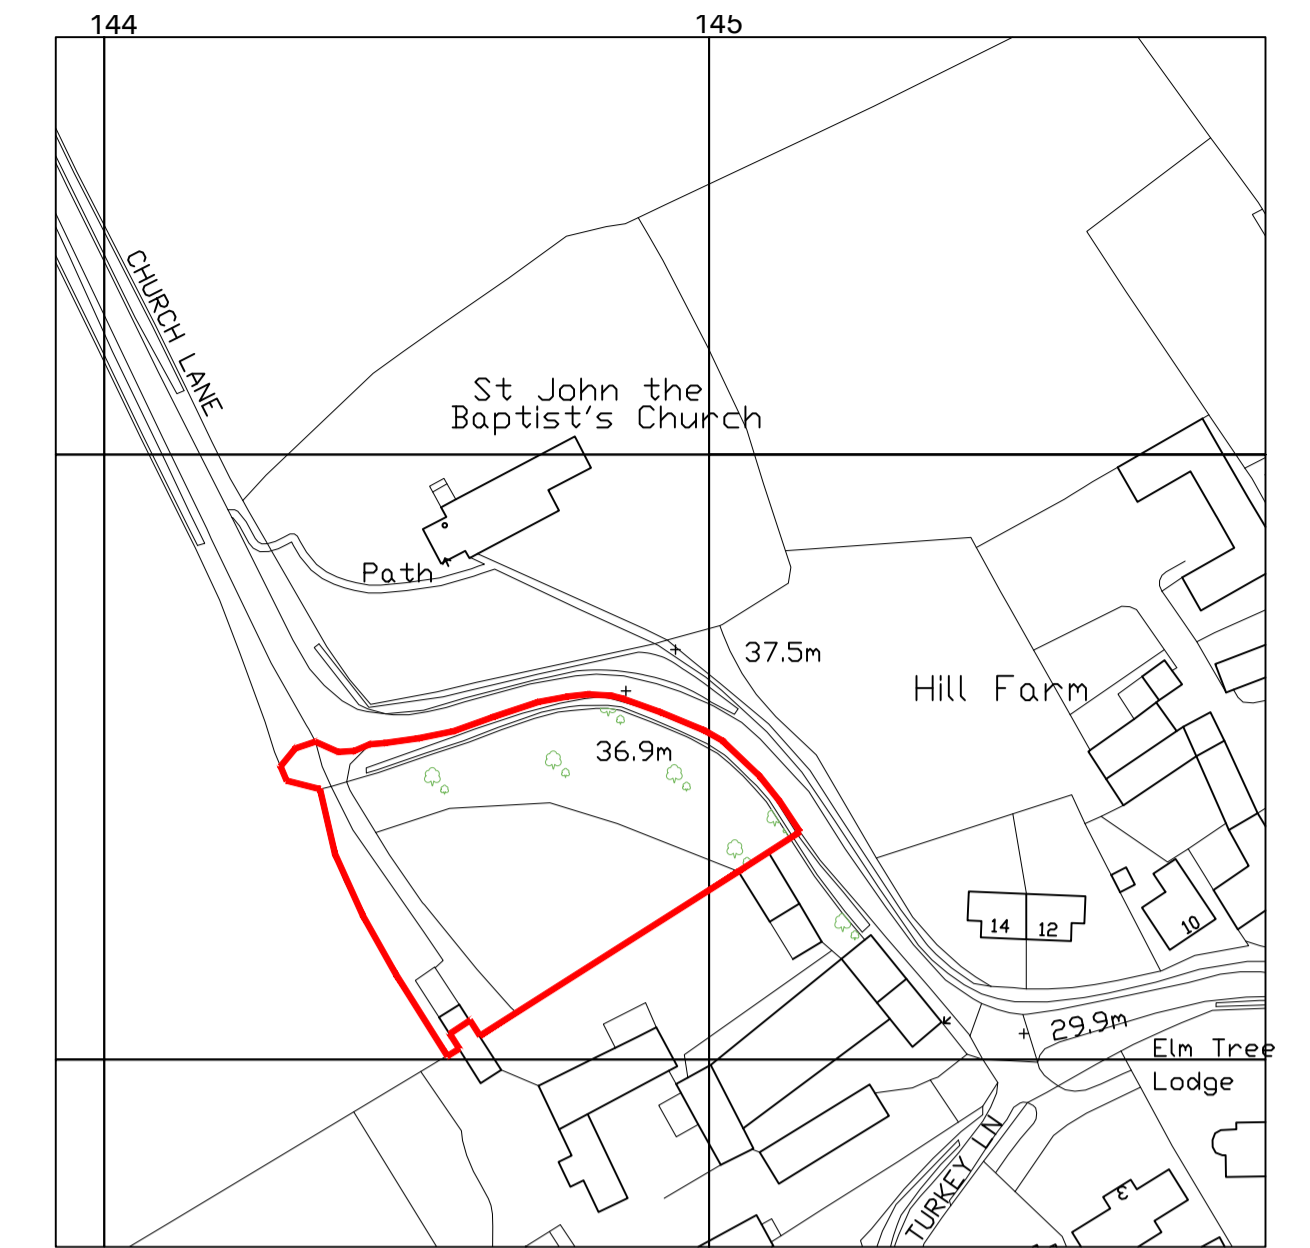 144
145
CHURCH LANE
St John the
Baptist's Church
Path
37.5m
Hill Farm
36.9m
14
12
10
29.9m
Elm Tree
Lodge
TURKEY LN
3